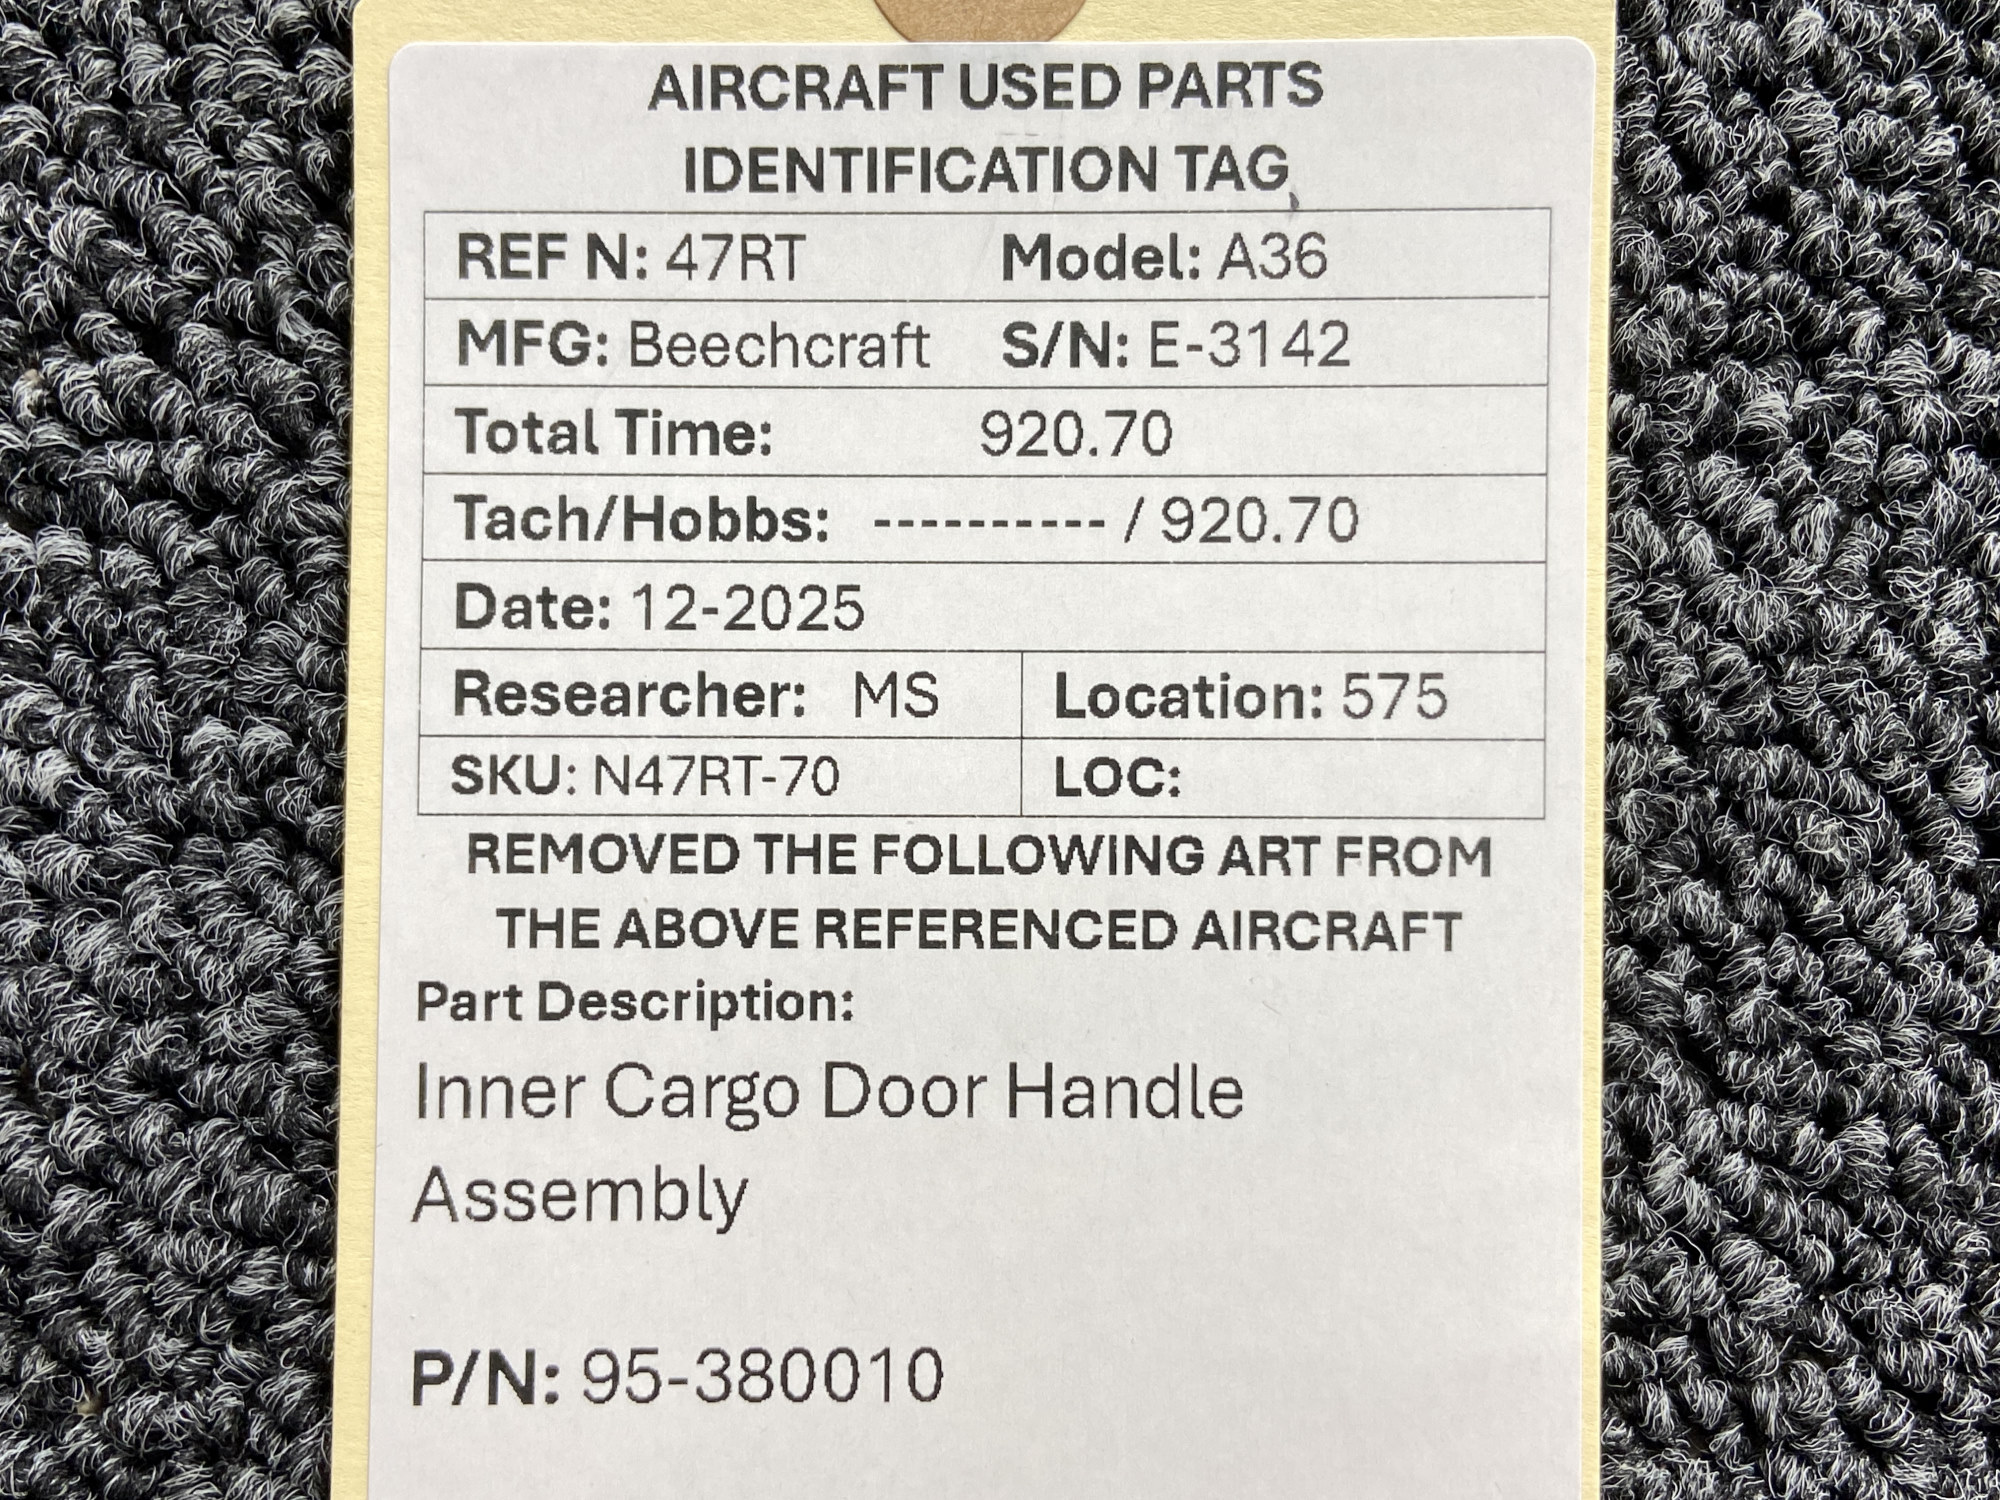 AIRCRAFT USED PARTS
IDENTIFICATION TAG
REF N: 47RT Model: A36
MFG: Beechcraft S/N: E-3142
Total Time: 920.70
Tach/Hobbs: ---------- / 920.70
Date: 12-2025
Researcher: MS Location: 575
SKU: N47RT-70 LOC:
REMOVED THE FOLLOWING ART FROM
THE ABOVE REFERENCED AIRCRAFT
Part Description:
Inner Cargo Door Handle
Assembly
P/N: 95-380010